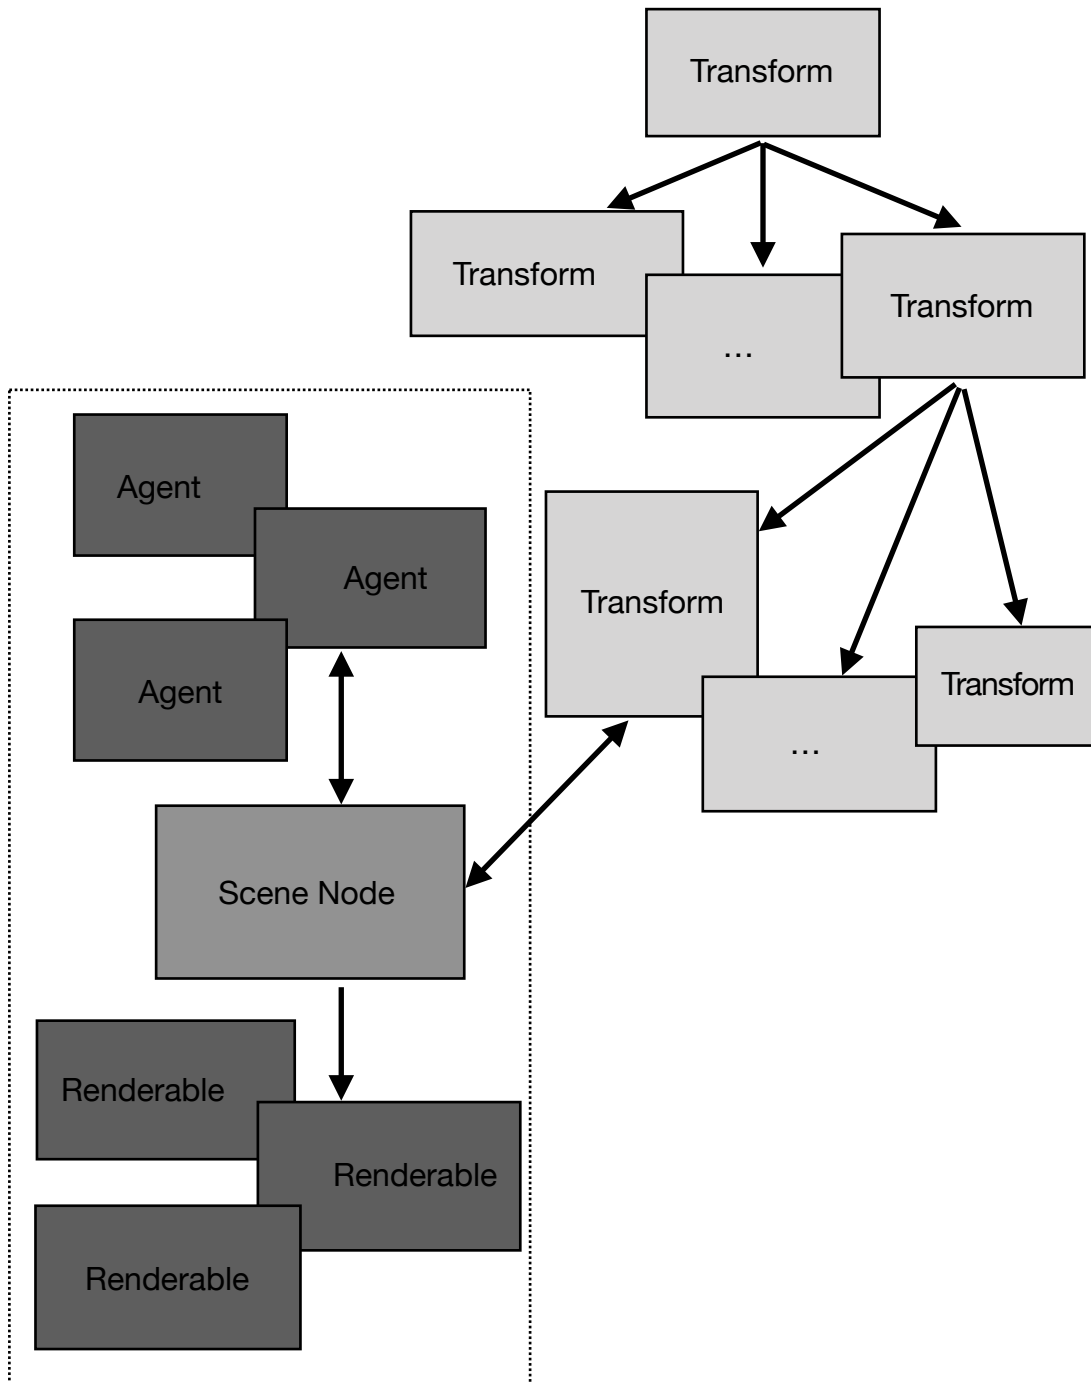 Transform
Transform
...
Transform
Agent
Agent
Agent
Transform
...
Transform
Scene Node
Renderable
Renderable
Renderable